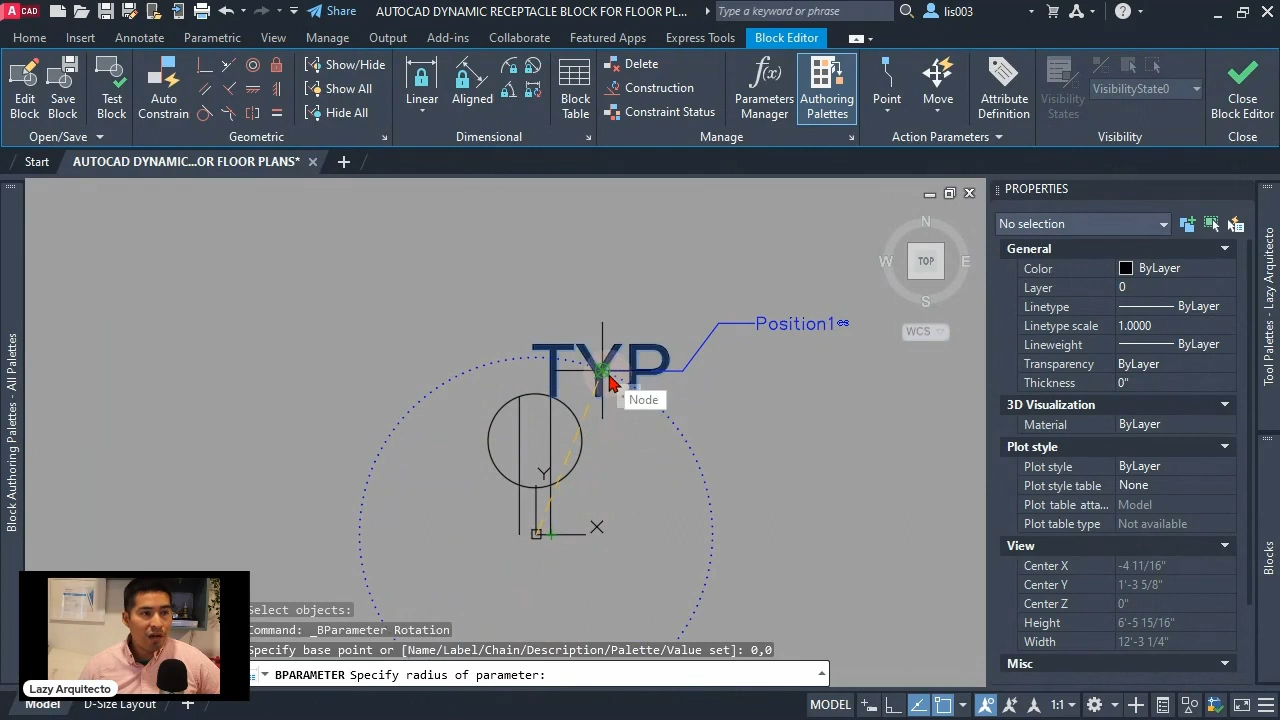 CAD
Share
AUTOCAD DYNAMIC RECEPTACLE BLOCK FOR FLOOR PL...
Type a keyword or phrase
lis003
Home
Insert
Annotate
Parametric
View
Manage
Output
Add-ins
Collaborate
Featured Apps
Express Tools
Block Editor
Edit
Block
Save
Block
Test
Block
Auto
Constrain
Show/Hide
Show All
Hide All
Linear
Aligned
Block
Table
Delete
Construction
Constraint Status
Parameters
Manager
Authoring
Palettes
Point
Move
Attribute
Definition
Visibility
States
VisibilityState0
Close
Block Editor
Open/Save
Geometric
Dimensional
Manage
Action Parameters
Visibility
Close
Start
AUTOCAD DYNAMIC...OR FLOOR PLANS*
Block Authoring Palettes - All Palettes
TYP
Position1
Node
Y
X
N
W
TOP
E
S
WCS
PROPERTIES
No selection
General
Color ByLayer
Layer 0
Linetype ByLayer
Linetype scale 1.0000
Lineweight ByLayer
Transparency ByLayer
Thickness 0"
3D Visualization
Material ByLayer
Plot style
Plot style ByLayer
Plot style table None
Plot table atta... Model
Plot table type Not available
View
Center X -4 11/16"
Center Y 1'-3 5/8"
Center Z 0"
Height 6'-5 15/16"
Width 12'-3 1/4"
Misc
Tool Palettes - Lazy Arquitecto
Blocks
Select objects:
Command: _BParameter Rotation
Specify base point or [Name/Label/Chain/Description/Palette/Value set]: 0,0
BPARAMETER Specify radius of parameter:
Lazy Arquitecto
Model
D-Size Layout
MODEL
1:1